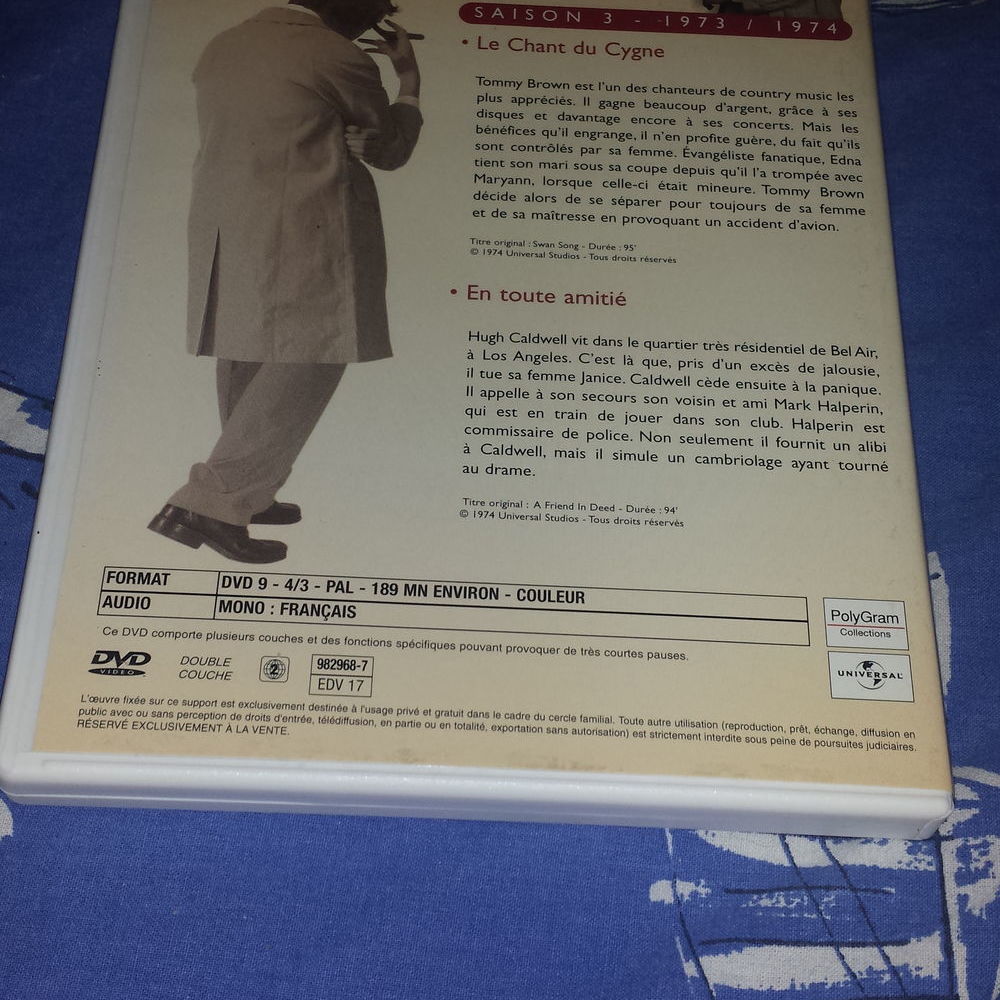 SAISON 3 - 1973 / 1974
• Le Chant du Cygne
Tommy Brown est l'un des chanteurs de country music les
plus appréciés. Il gagne beaucoup d'argent, grâce à ses
disques et davantage encore à ses concerts. Mais les
bénéfices qu'il engrange, il n'en profite guère, du fait qu'ils
sont contrôlés par sa femme. Évangéliste fanatique, Edna
tient son mari sous sa coupe depuis qu'il l'a trompée avec
Maryann, lorsque celle-ci était mineure. Tommy Brown
décide alors de se séparer pour toujours de sa femme
et de sa maîtresse en provoquant un accident d'avion.
Titre original : Swan Song - Durée : 95'
© 1974 Universal Studios - Tous droits réservés
• En toute amitié
Hugh Caldwell vit dans le quartier très résidentiel de Bel Air,
à Los Angeles. C'est là que, pris d'un excès de jalousie,
il tue sa femme Janice. Caldwell cède ensuite à la panique.
Il appelle à son secours son voisin et ami Mark Halperin,
qui est en train de jouer dans son club. Halperin est
commissaire de police. Non seulement il fournit un alibi
à Caldwell, mais il simule un cambriolage ayant tourné
au drame.
Titre original : A Friend In Deed - Durée : 94'
© 1974 Universal Studios - Tous droits réservés
FORMAT DVD 9 - 4/3 - PAL - 189 MN ENVIRON - COULEUR
AUDIO MONO : FRANÇAIS
Ce DVD comporte plusieurs couches et des fonctions spécifiques pouvant provoquer de très courtes pauses.
PolyGram
Collections
DVD
VIDEO
DOUBLE
COUCHE
2
982968-7
EDV 17
UNIVERSAL
L'œuvre fixée sur ce support est exclusivement destinée à l'usage privé et gratuit dans le cadre du cercle familial. Toute autre utilisation (reproduction, prêt, échange, diffusion en
public avec ou sans perception de droits d'entrée, télédiffusion, en partie ou en totalité, exportation sans autorisation) est strictement interdite sous peine de poursuites judiciaires.
RÉSERVÉ EXCLUSIVEMENT À LA VENTE.